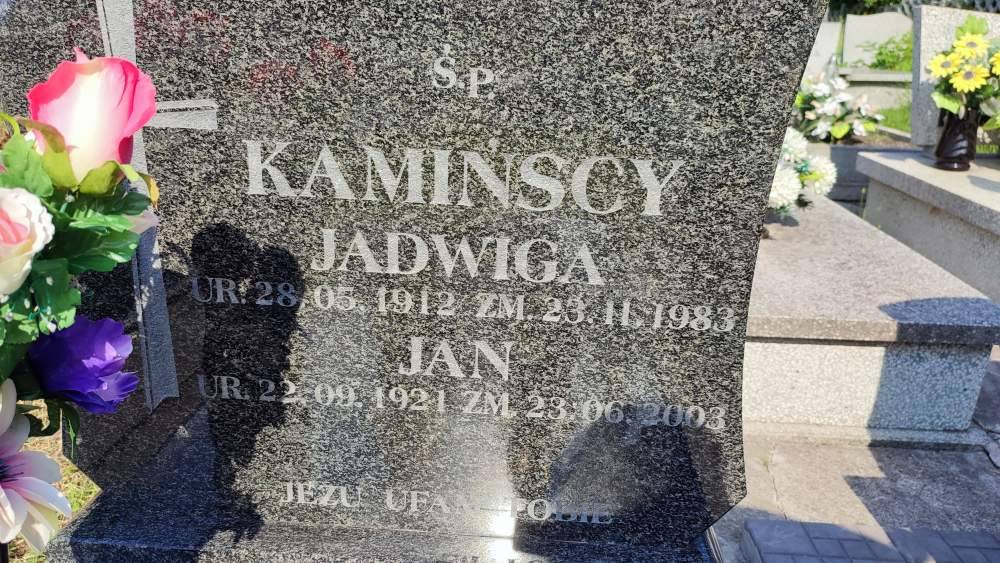 Ś.P.
KAMIŃSCY
JADWIGA
UR. 28.05.1912 ZM. 23.11.1983
JAN
UR. 22.09.1921 ZM. 23.06.2003
JEZU UFAM TOBIE